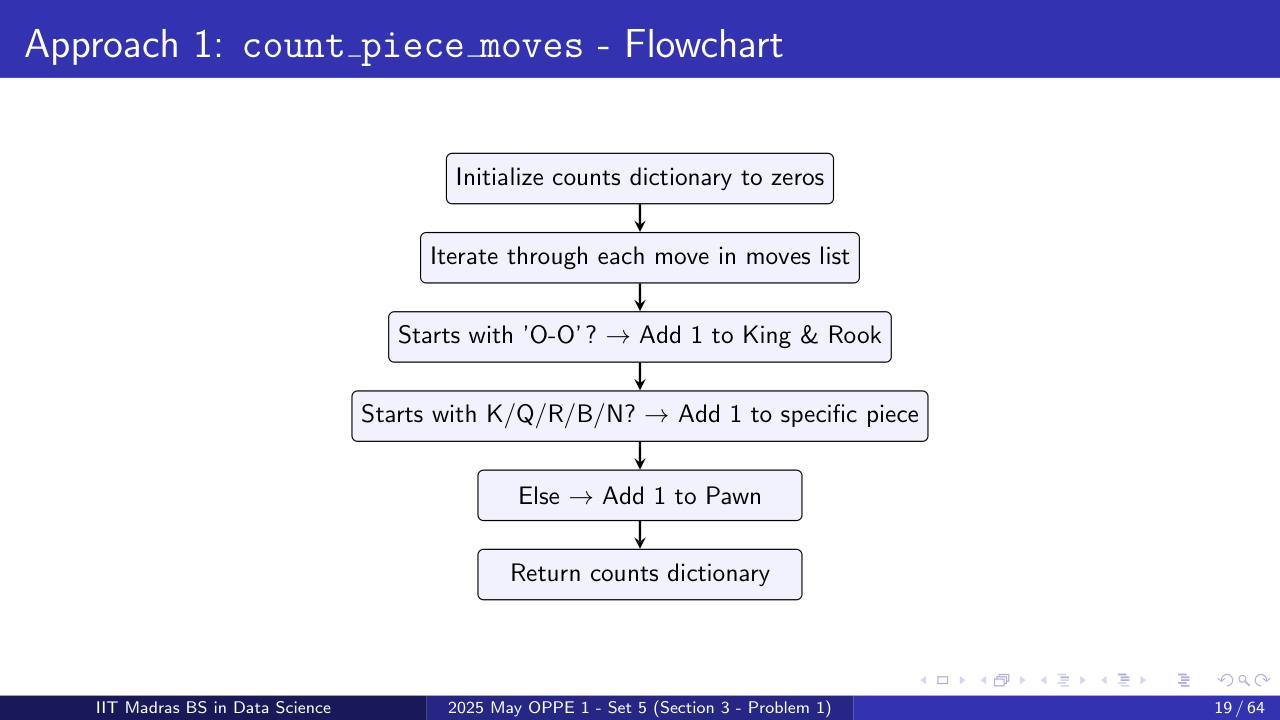 Approach 1: count_piece_moves - Flowchart
Initialize counts dictionary to zeros
Iterate through each move in moves list
Starts with 'O-O'? → Add 1 to King & Rook
Starts with K/Q/R/B/N? → Add 1 to specific piece
Else → Add 1 to Pawn
Return counts dictionary
IIT Madras BS in Data Science
2025 May OPPE 1 - Set 5 (Section 3 - Problem 1)
19 / 64